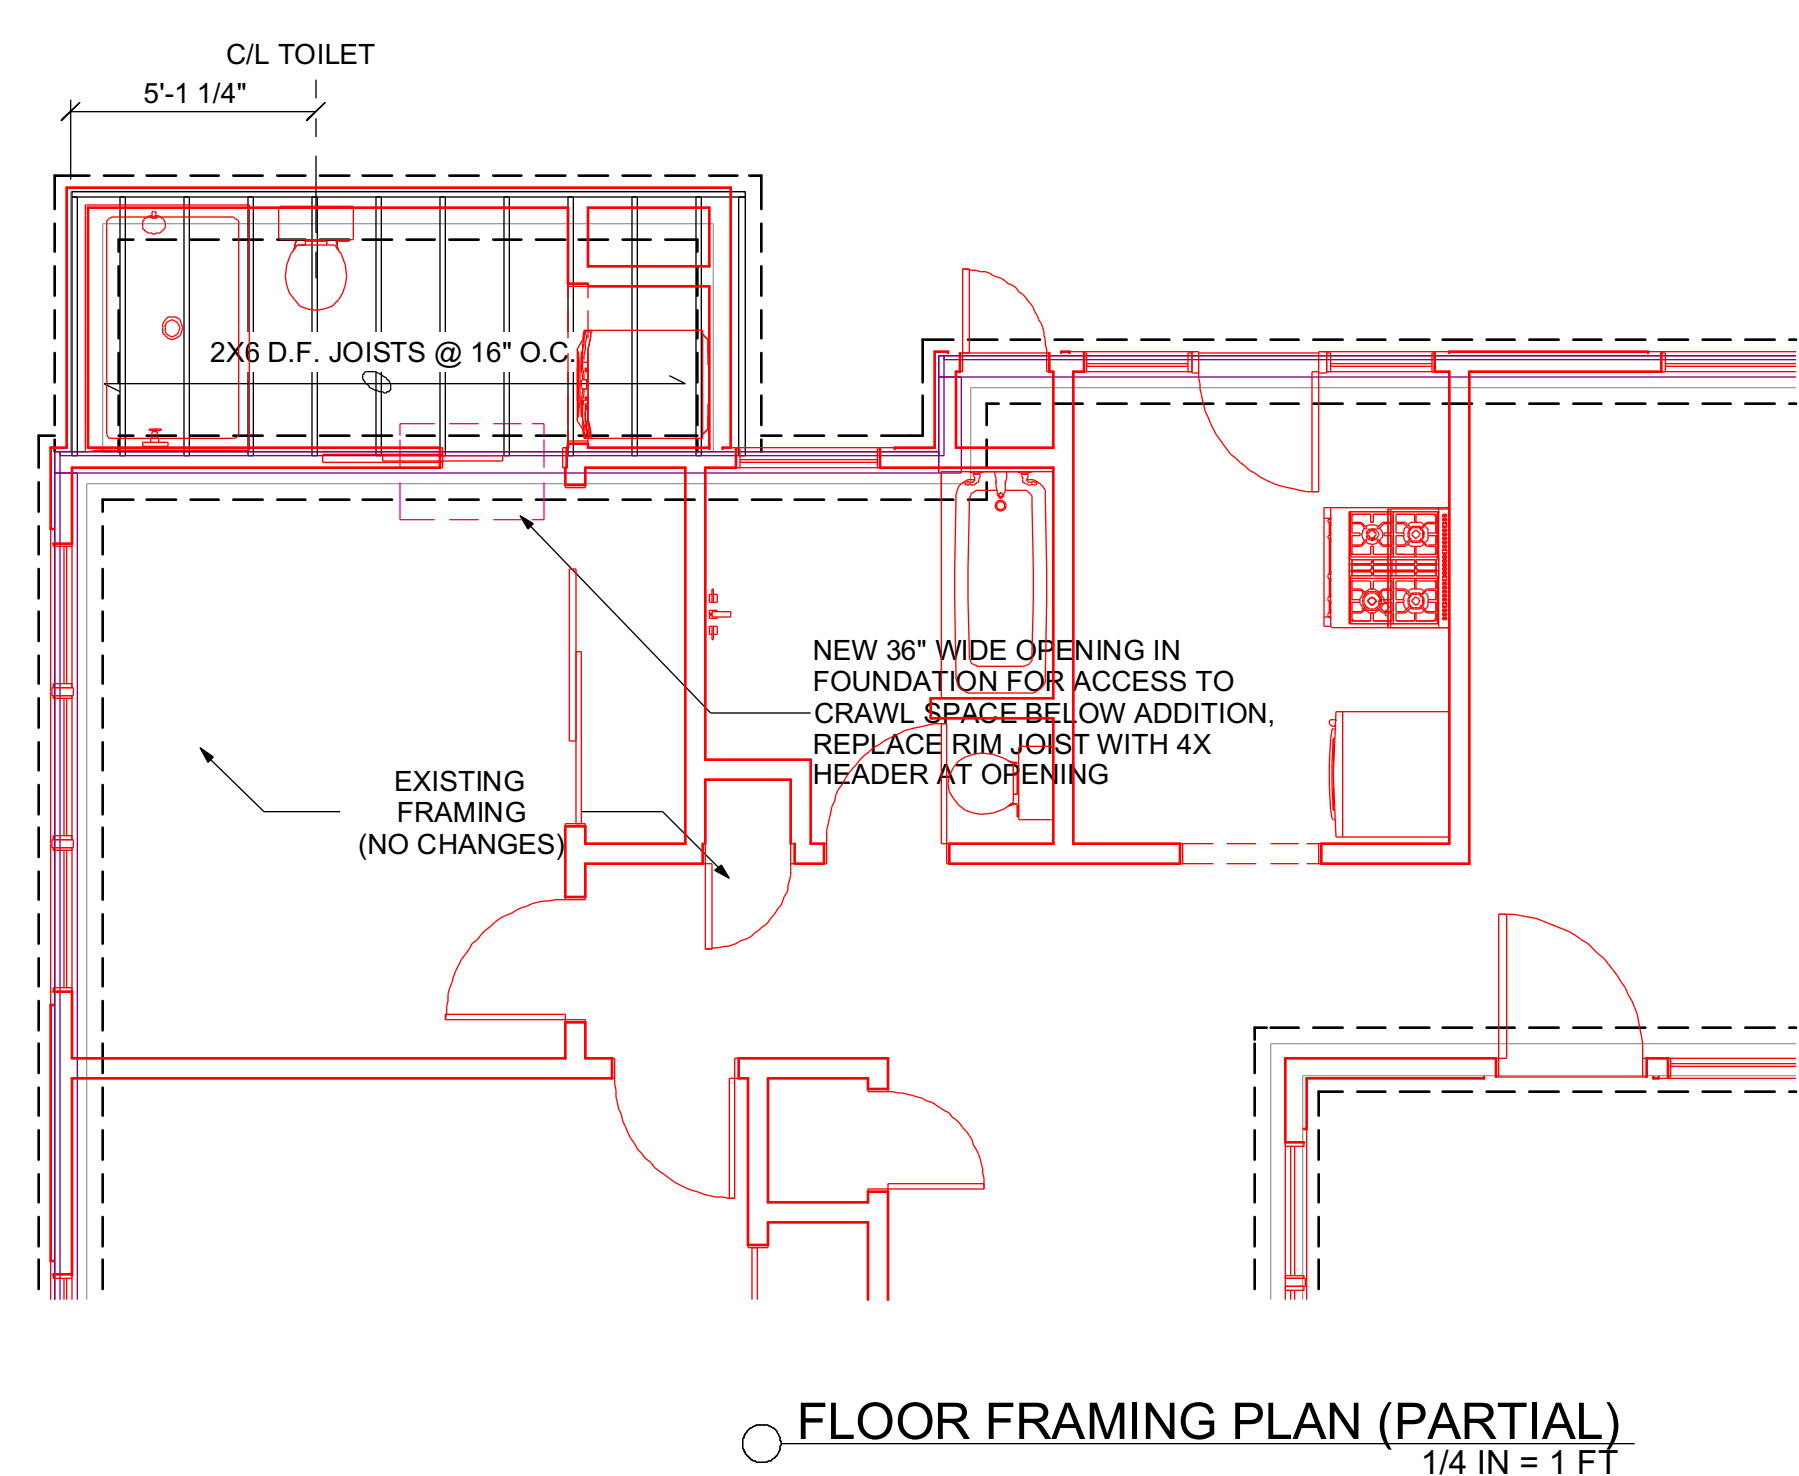 C/L TOILET
5'-1 1/4"
2X6 D.F. JOISTS @ 16" O.C.
NEW 36" WIDE OPENING IN
FOUNDATION FOR ACCESS TO
CRAWL SPACE BELOW ADDITION,
REPLACE RIM JOIST WITH 4X
HEADER AT OPENING
EXISTING
FRAMING
(NO CHANGES)
FLOOR FRAMING PLAN (PARTIAL)
1/4 IN = 1 FT